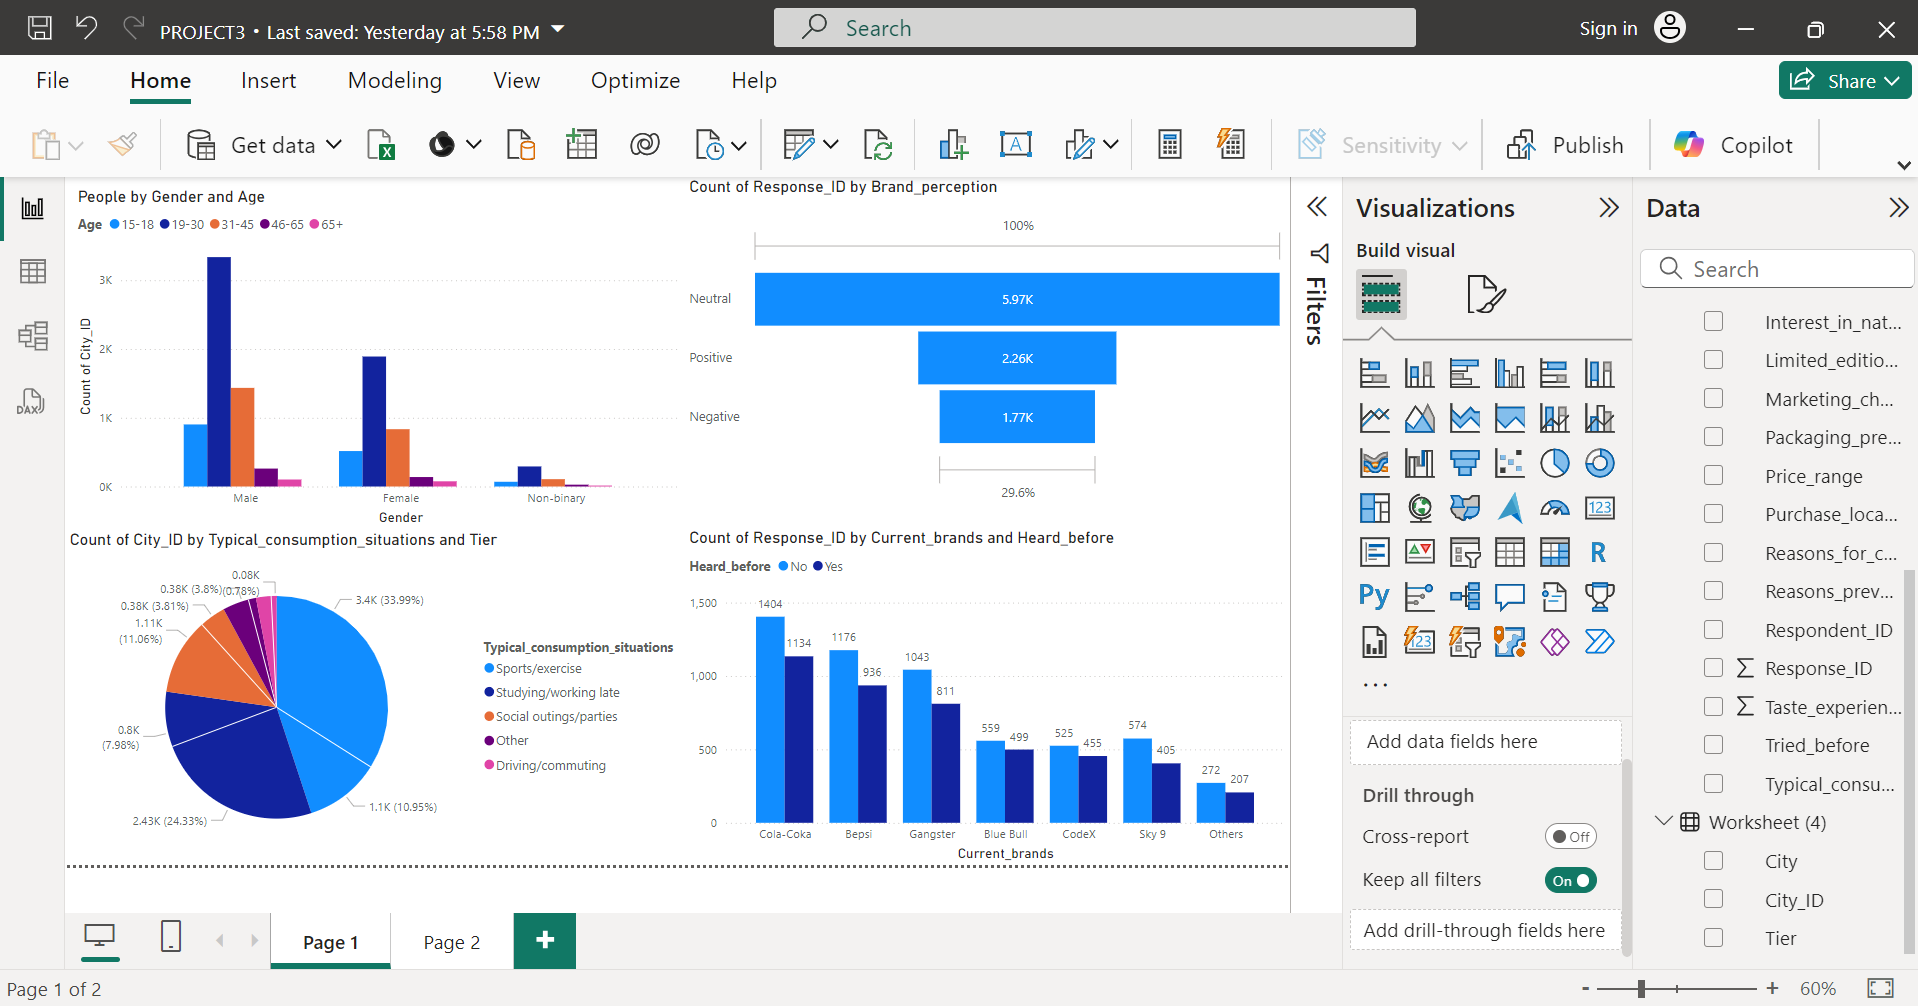 PROJECT3 • Last saved: Yesterday at 5:58 PM
Search
Sign in
File
Home
Insert
Modeling
View
Optimize
Help
Share
Get data
Sensitivity
Publish
Copilot
People by Gender and Age
Age 15-18 19-30 31-45 46-65 65+
3K
2K
1K
0K
Count of City_ID
Male
Female
Non-binary
Gender
Count of Response_ID by Brand_perception
100%
Neutral
5.97K
Positive
2.26K
Negative
1.77K
29.6%
Count of City_ID by Typical_consumption_situations and Tier
0.08K
(0.78%)
0.38K (3.8%)
0.38K (3.81%)
1.11K
(11.06%)
0.8K
(7.98%)
2.43K (24.33%)
1.1K (10.95%)
3.4K (33.99%)
Typical_consumption_situations
Sports/exercise
Studying/working late
Social outings/parties
Other
Driving/commuting
Count of Response_ID by Current_brands and Heard_before
Heard_before No Yes
1,500
1,000
500
0
1404
1134
1176
936
1043
811
559
499
525
455
574
405
272
207
Cola-Coka
Bepsi
Gangster
Blue Bull
CodeX
Sky 9
Others
Current_brands
Filters
Visualizations
Build visual
123
R
Py
123
Add data fields here
Drill through
Cross-report
Off
Keep all filters
On
Add drill-through fields here
Data
Search
Interest_in_nat...
Limited_editio...
Marketing_ch...
Packaging_pre...
Price_range
Purchase_loca...
Reasons_for_c...
Reasons_prev...
Respondent_ID
Response_ID
Taste_experien...
Tried_before
Typical_consu...
Worksheet (4)
City
City_ID
Tier
DAX
Page 1
Page 2
Page 1 of 2
60%